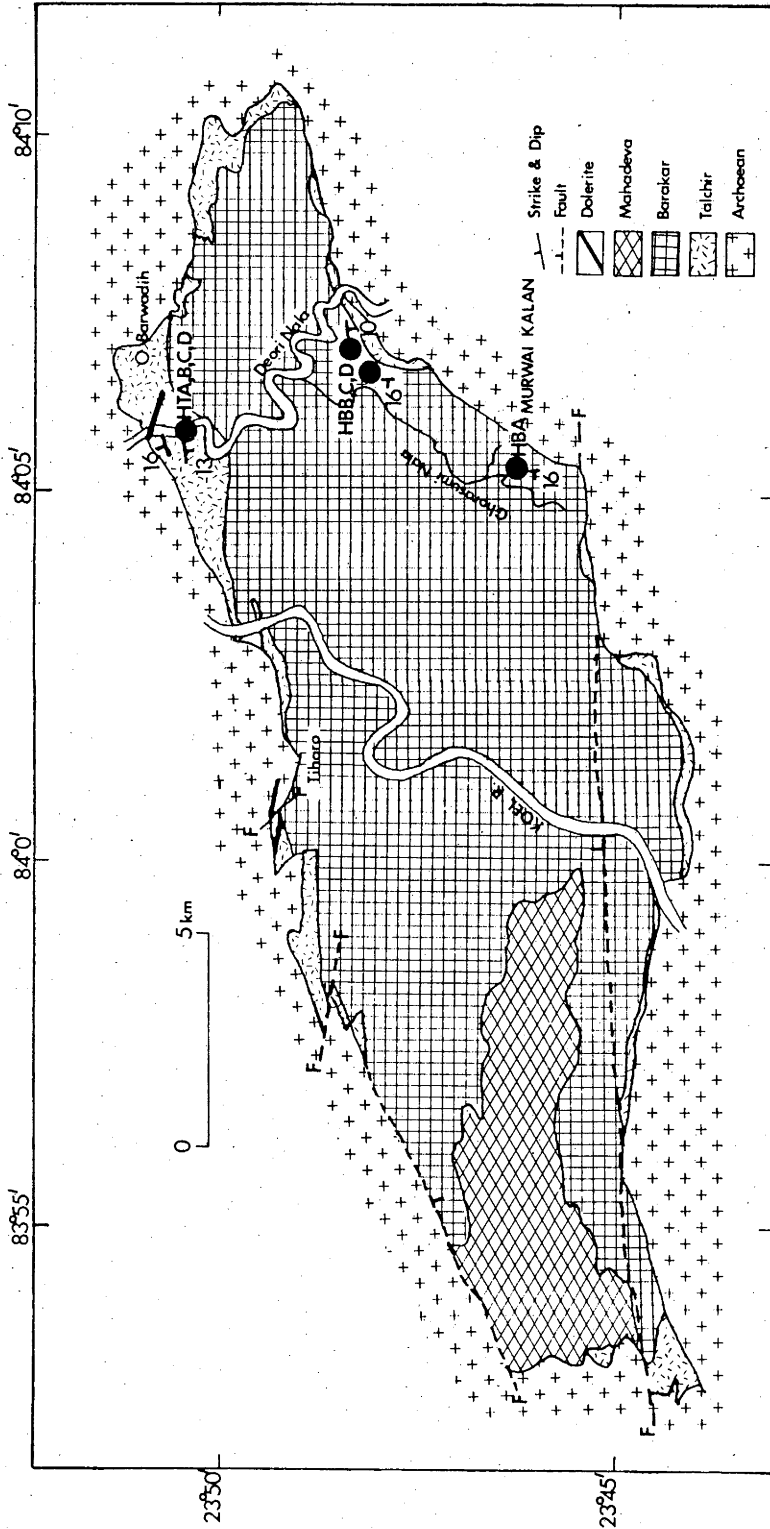 83°55'
84°0'
84°05'
84°10'
23°50'
23°45'
0
5 km
Barwadih
16
HTA,B,C,D
13
Deori Nala
HBB,C,D
10
16
Ghorasumi Nala
HBA
MURWAI KALAN
16
F
Tiharo
F
F
KOEL R.
F
F
F
F
Strike & Dip
Fault
Dolerite
Mahadeva
Barakar
Talchir
Archaean